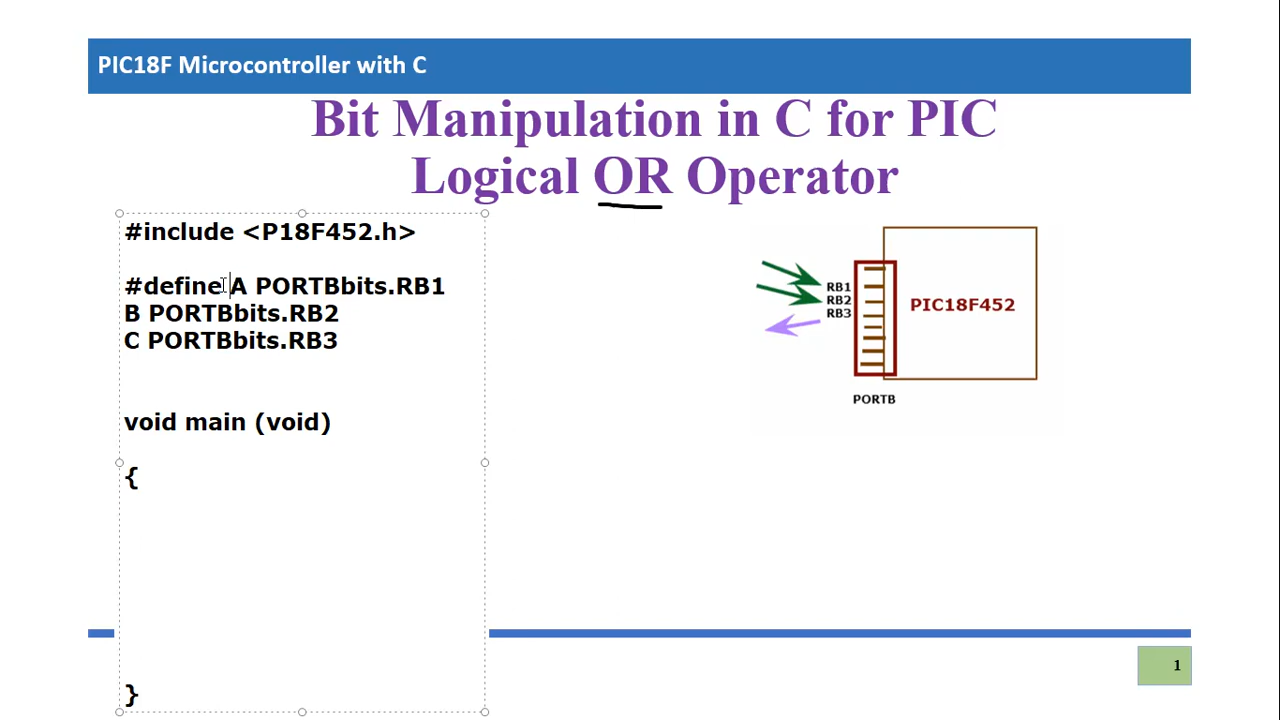 PIC18F Microcontroller with C
Bit Manipulation in C for PIC
Logical OR Operator
#include <P18F452.h>
#define A PORTBbits.RB1
B PORTBbits.RB2
C PORTBbits.RB3
void main (void)
{
}
RB1
RB2
RB3
PIC18F452
PORTB
1